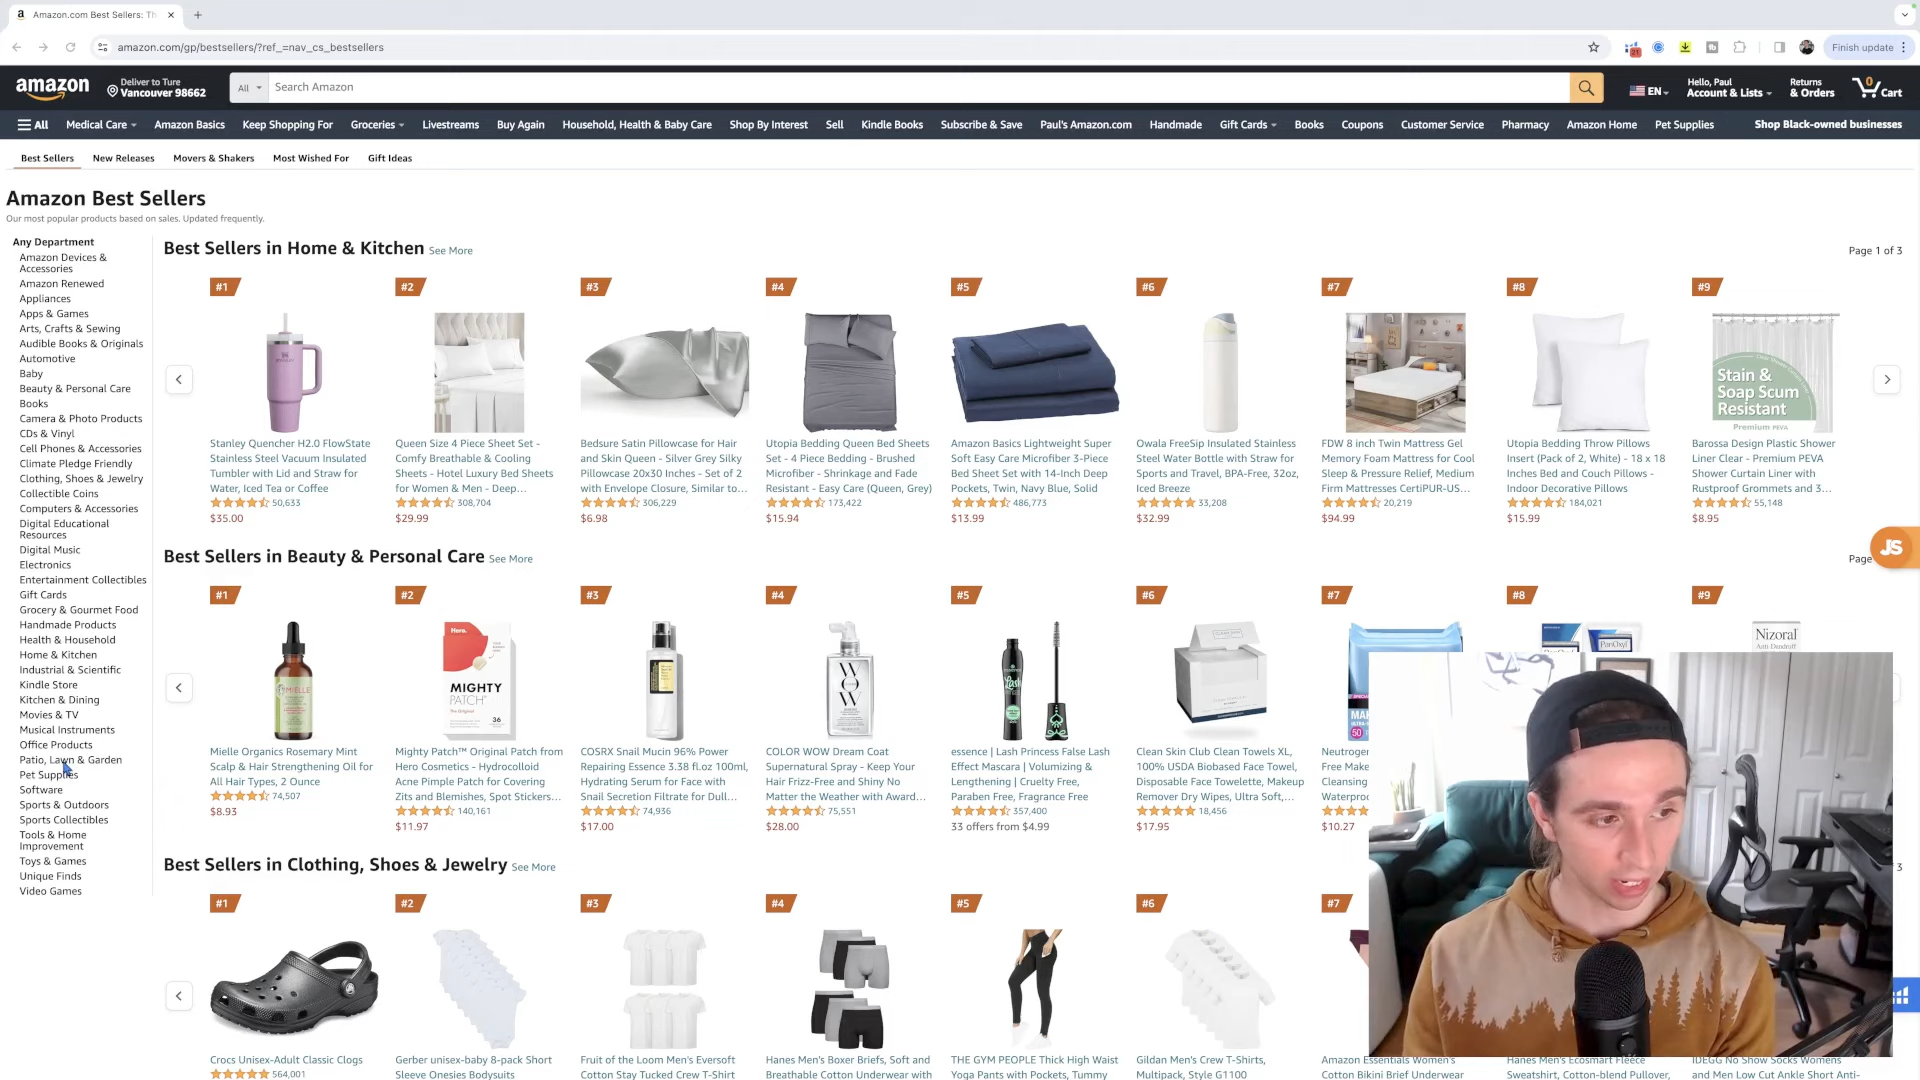 Amazon.com Best Sellers: Th
amazon.com/gp/bestsellers/?ref_=nav_cs_bestsellers
21
Finish update
amazon
Deliver to Ture
Vancouver 98662
All
Search Amazon
EN
Hello, Paul
Account & Lists
Returns
& Orders
0
Cart
All
Medical Care
Amazon Basics
Keep Shopping For
Groceries
Livestreams
Buy Again
Household, Health & Baby Care
Shop By Interest
Sell
Kindle Books
Subscribe & Save
Paul's Amazon.com
Handmade
Gift Cards
Books
Coupons
Customer Service
Pharmacy
Amazon Home
Pet Supplies
Shop Black-owned businesses
Best Sellers
New Releases
Movers & Shakers
Most Wished For
Gift Ideas
Amazon Best Sellers
Our most popular products based on sales. Updated frequently.
Any Department
Amazon Devices &
Accessories
Amazon Renewed
Appliances
Apps & Games
Arts, Crafts & Sewing
Audible Books & Originals
Automotive
Baby
Beauty & Personal Care
Books
Camera & Photo Products
CDs & Vinyl
Cell Phones & Accessories
Climate Pledge Friendly
Clothing, Shoes & Jewelry
Collectible Coins
Computers & Accessories
Digital Educational
Resources
Digital Music
Electronics
Entertainment Collectibles
Gift Cards
Grocery & Gourmet Food
Handmade Products
Health & Household
Home & Kitchen
Industrial & Scientific
Kindle Store
Kitchen & Dining
Movies & TV
Musical Instruments
Office Products
Patio, Lawn & Garden
Pet Supplies
Software
Sports & Outdoors
Sports Collectibles
Tools & Home
Improvement
Toys & Games
Unique Finds
Video Games
Best Sellers in Home & Kitchen See More
Page 1 of 3
#1
Stanley Quencher H2.0 FlowState
Stainless Steel Vacuum Insulated
Tumbler with Lid and Straw for
Water, Iced Tea or Coffee
50,633
$35.00
#2
Queen Size 4 Piece Sheet Set -
Comfy Breathable & Cooling
Sheets - Hotel Luxury Bed Sheets
for Women & Men - Deep...
308,704
$29.99
#3
Bedsure Satin Pillowcase for Hair
and Skin Queen - Silver Grey Silky
Pillowcase 20x30 Inches - Set of 2
with Envelope Closure, Similar to...
306,229
$6.98
#4
Utopia Bedding Queen Bed Sheets
Set - 4 Piece Bedding - Brushed
Microfiber - Shrinkage and Fade
Resistant - Easy Care (Queen, Grey)
173,422
$15.94
#5
Amazon Basics Lightweight Super
Soft Easy Care Microfiber 3-Piece
Bed Sheet Set with 14-Inch Deep
Pockets, Twin, Navy Blue, Solid
486,773
$13.99
#6
Owala FreeSip Insulated Stainless
Steel Water Bottle with Straw for
Sports and Travel, BPA-Free, 32oz,
Iced Breeze
33,208
$32.99
#7
FDW 8 inch Twin Mattress Gel
Memory Foam Mattress for Cool
Sleep & Pressure Relief, Medium
Firm Mattresses CertiPUR-US...
20,219
$94.99
#8
Utopia Bedding Throw Pillows
Insert (Pack of 2, White) - 18 x 18
Inches Bed and Couch Pillows -
Indoor Decorative Pillows
184,021
$15.99
#9
Stain &
Soap Scum
Resistant
Premium PEVA
Barossa Design Plastic Shower
Liner Clear - Premium PEVA
Shower Curtain Liner with
Rustproof Grommets and 3...
55,148
$8.95
JS
Best Sellers in Beauty & Personal Care See More
Page
#1
MIELLE
Mielle Organics Rosemary Mint
Scalp & Hair Strengthening Oil for
All Hair Types, 2 Ounce
74,507
$8.93
#2
Hero.
MIGHTY
PATCH
36
Mighty Patch™ Original Patch from
Hero Cosmetics - Hydrocolloid
Acne Pimple Patch for Covering
Zits and Blemishes, Spot Stickers...
140,161
$11.97
#3
COSRX Snail Mucin 96% Power
Repairing Essence 3.38 fl.oz 100ml,
Hydrating Serum for Face with
Snail Secretion Filtrate for Dull...
74,936
$17.00
#4
WOW
COLOR WOW Dream Coat
Supernatural Spray - Keep Your
Hair Frizz-Free and Shiny No
Matter the Weather with Award...
75,551
$28.00
#5
Lash
essence | Lash Princess False Lash
Effect Mascara | Volumizing &
Lengthening | Cruelty Free,
Paraben Free, Fragrance Free
357,400
33 offers from $4.99
#6
Clean Skin Club Clean Towels XL,
100% USDA Biobased Face Towel,
Disposable Face Towelette, Makeup
Remover Dry Wipes, Ultra Soft,...
18,456
$17.95
#7
MAK
50
Neutrogen
Free Make
Cleansing
Waterproo
$10.27
#8
PanOxyl
PanOxyl
#9
Nizoral
Anti-Dandruff
3
Best Sellers in Clothing, Shoes & Jewelry See More
#1
Crocs Unisex-Adult Classic Clogs
564,001
#2
Gerber unisex-baby 8-pack Short
Sleeve Onesies Bodysuits
#3
Fruit of the Loom Men's Eversoft
Cotton Stay Tucked Crew T-Shirt
#4
Hanes Men's Boxer Briefs, Soft and
Breathable Cotton Underwear with
#5
THE GYM PEOPLE Thick High Waist
Yoga Pants with Pockets, Tummy
#6
Gildan Men's Crew T-Shirts,
Multipack, Style G1100
#7
Amazon Essentials Women's
Cotton Bikini Brief Underwear
Hanes Men's Ecosmart Fleece
Sweatshirt, Cotton-blend Pullover,
IDEGG No Show Socks Womens
and Men Low Cut Ankle Short Anti-